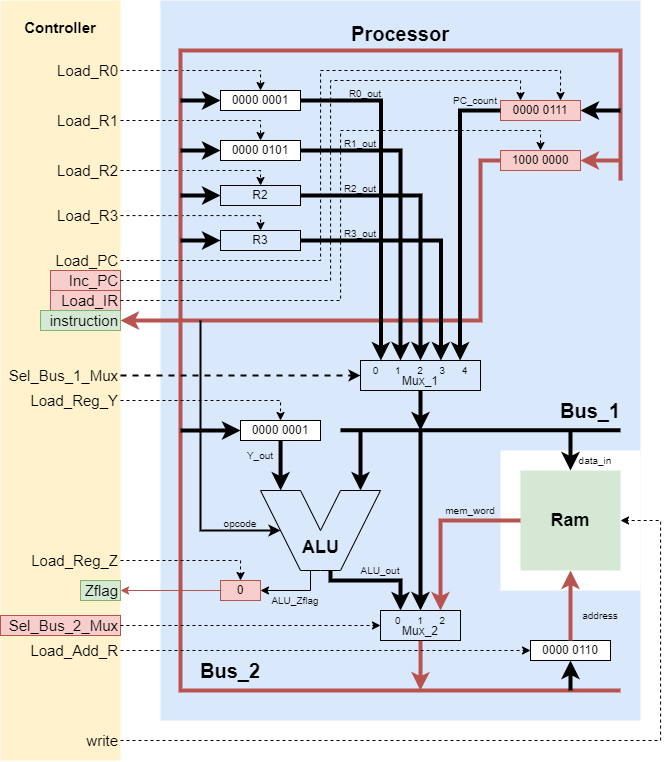 Controller
Processor
Load_R0
0000 0001
R0_out
PC_count
0000 0111
Load_R1
0000 0101
R1_out
1000 0000
Load_R2
R2
R2_out
Load_R3
R3
R3_out
Load_PC
Inc_PC
Load_IR
instruction
Sel_Bus_1_Mux
0 1 2 3 4
Mux_1
Load_Reg_Y
Bus_1
0000 0001
Y_out
data_in
mem_word
Ram
opcode
ALU
Load_Reg_Z
ALU_out
Zflag
0
ALU_Zflag
address
Sel_Bus_2_Mux
0 1 2
Mux_2
Load_Add_R
0000 0110
Bus_2
write